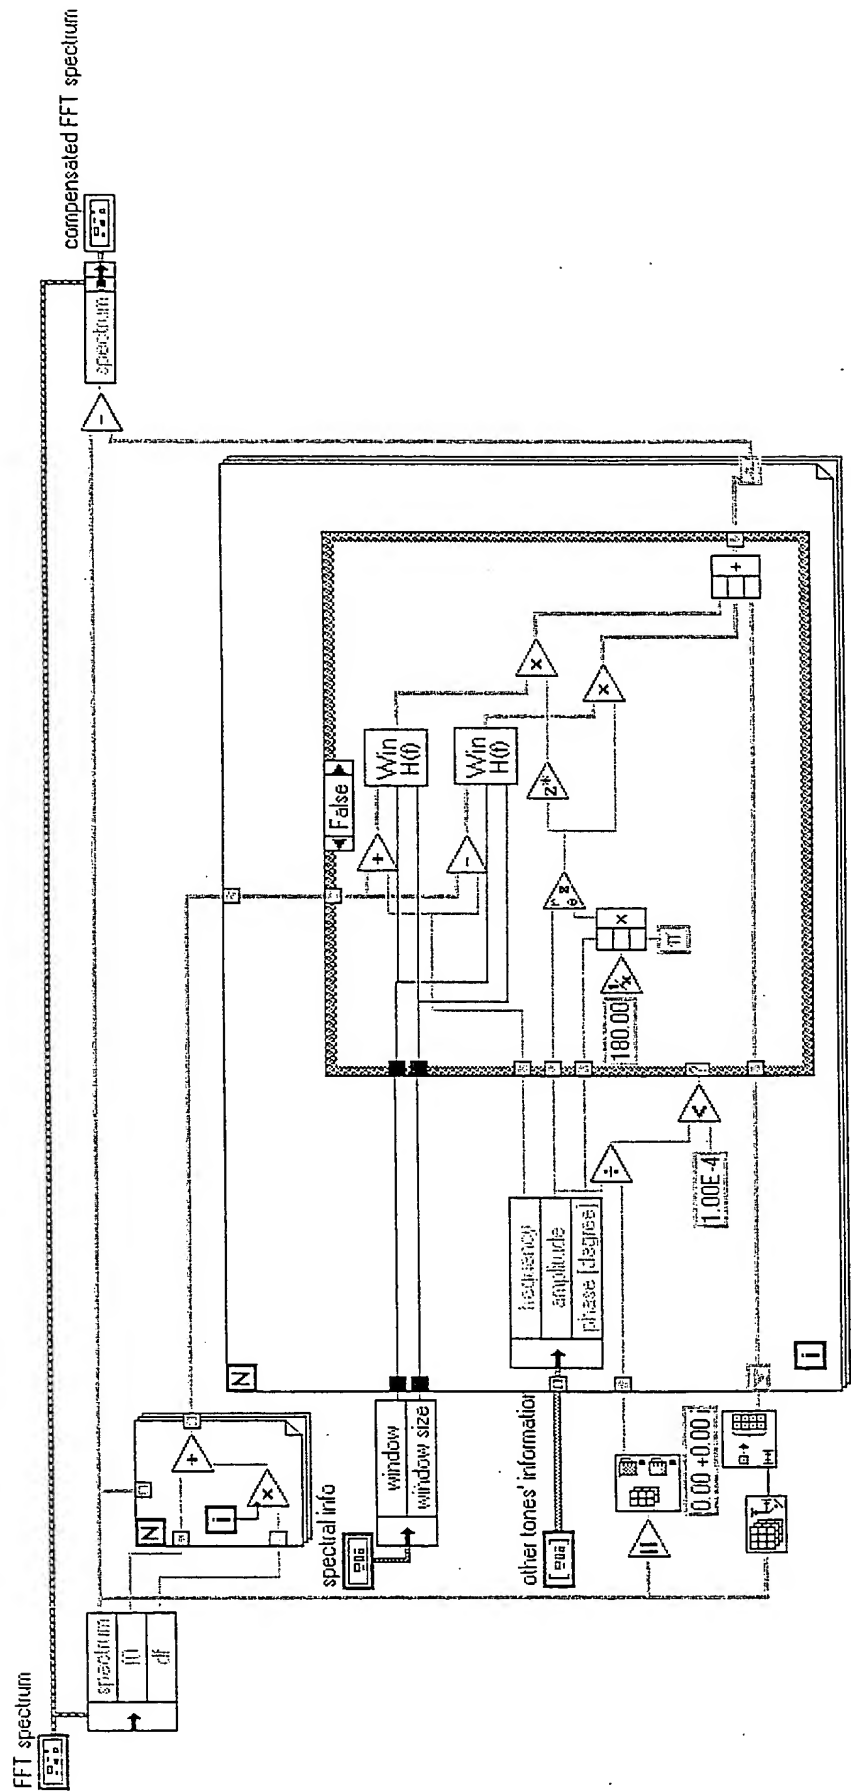 FFT spectrum
spectrum
f0
df
N
i
+
×
spectral info
window
window size
other tones' information
[0.00 +0.00 i]
N
i
frequency
amplitude
phase [degree]
÷
1.00E-4
<
False
+
-
Win
H(f)
Win
H(f)
180.00
1/x
π
×
r
θ
z
z*
×
×
+
-
spectrum
compensated FFT spectrum